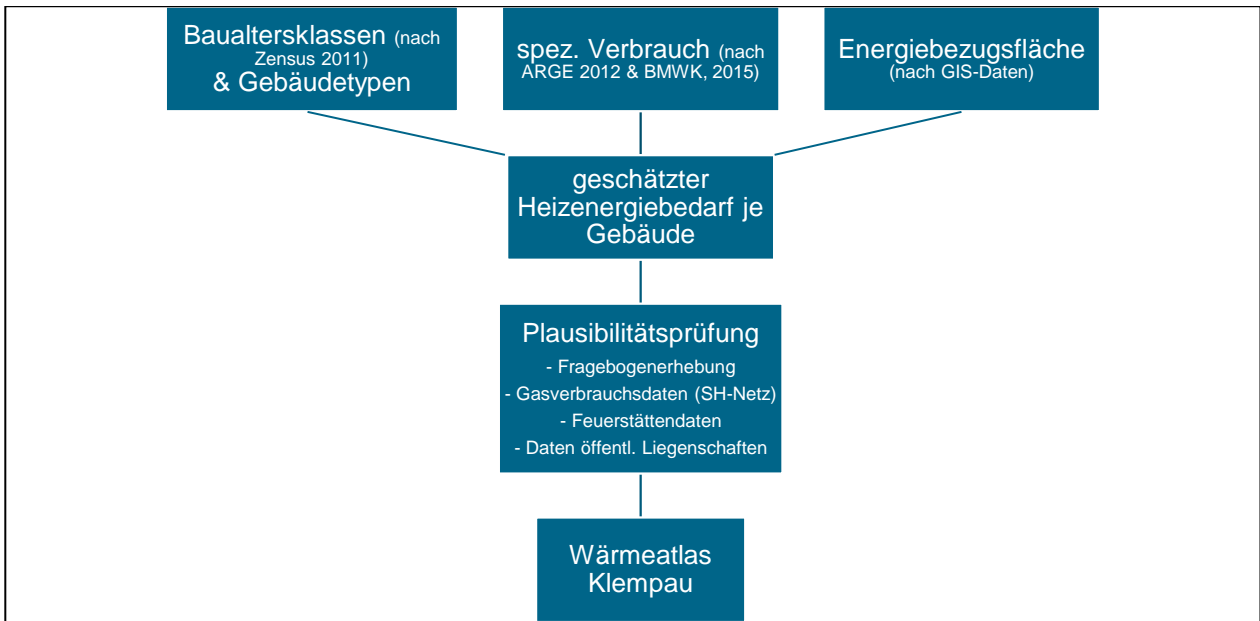 Baualtersklassen (nach
Zensus 2011)
& Gebäudetypen
spez. Verbrauch (nach
ARGE 2012 & BMWK, 2015)
Energiebezugsfläche
(nach GIS-Daten)
geschätzter
Heizenergiebedarf je
Gebäude
Plausibilitätsprüfung
- Fragebogenerhebung
- Gasverbrauchsdaten (SH-Netz)
- Feuerstättendaten
- Daten öffentl. Liegenschaften
Wärmeatlas
Klempau